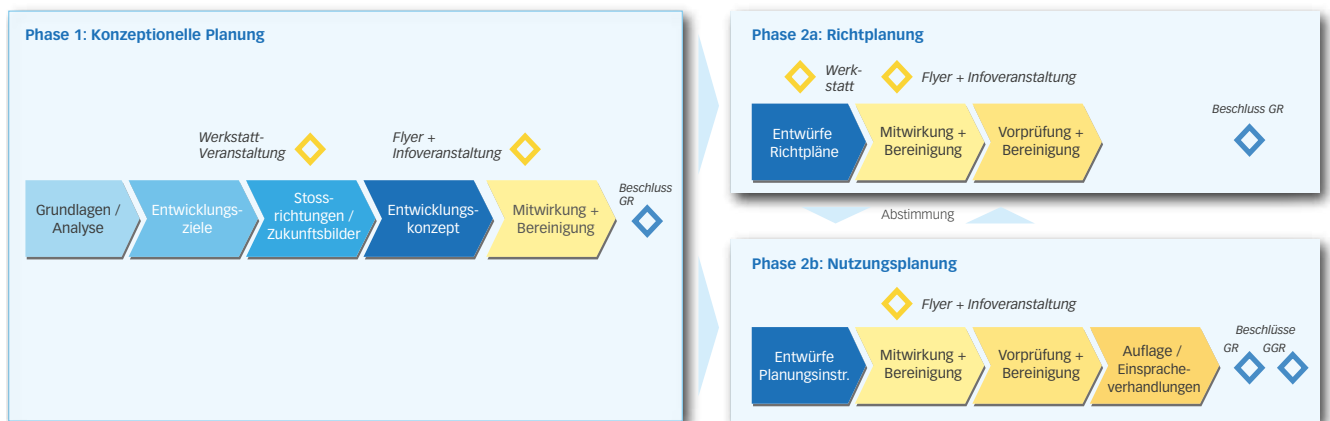 Phase 1: Konzeptionelle Planung
Werkstatt-
Veranstaltung
Flyer +
Infoveranstaltung
Grundlagen /
Analyse
Entwicklungs-
ziele
Stoss-
richtungen /
Zukunftsbilder
Entwicklungs-
konzept
Mitwirkung +
Bereinigung
Beschluss
GR
Phase 2a: Richtplanung
Werk-
statt
Flyer + Infoveranstaltung
Entwürfe
Richtpläne
Mitwirkung +
Bereinigung
Vorprüfung +
Bereinigung
Beschluss GR
Abstimmung
Phase 2b: Nutzungsplanung
Flyer + Infoveranstaltung
Entwürfe
Planungsinstr.
Mitwirkung +
Bereinigung
Vorprüfung +
Bereinigung
Auflage /
Einsprache-
verhandlungen
Beschlüsse
GR GGR